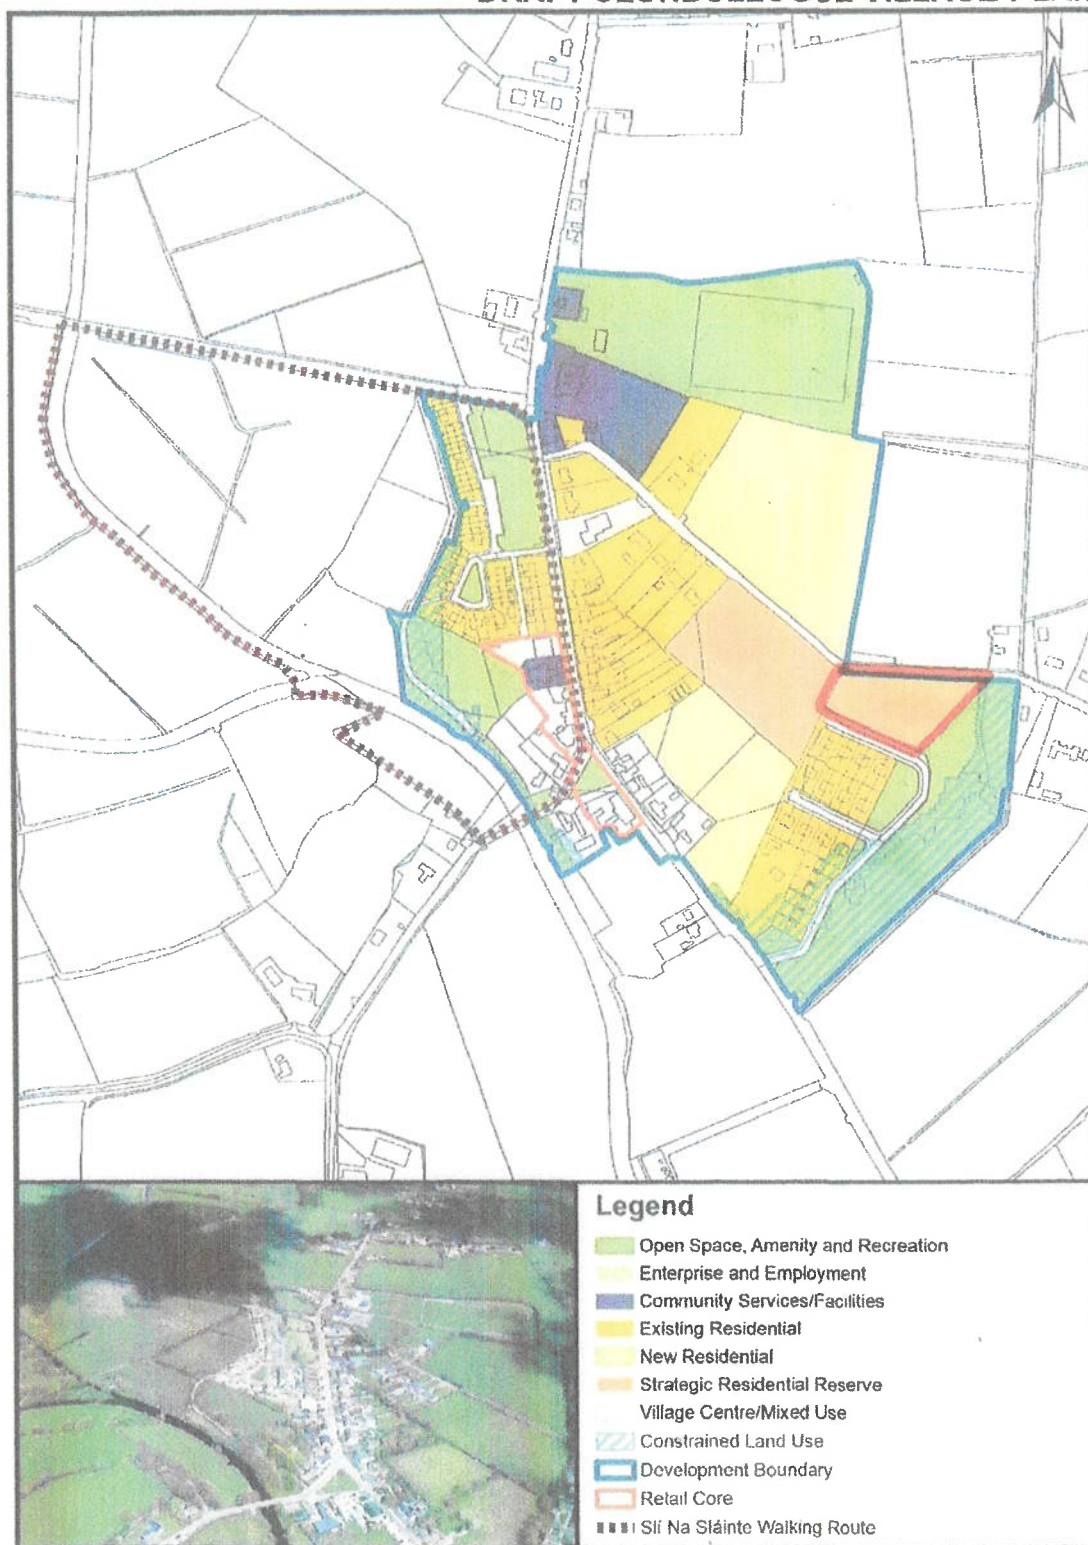 N
Legend
Open Space, Amenity and Recreation
Enterprise and Employment
Community Services/Facilities
Existing Residential
New Residential
Strategic Residential Reserve
Village Centre/Mixed Use
Constrained Land Use
Development Boundary
Retail Core
Slí Na Sláinte Walking Route